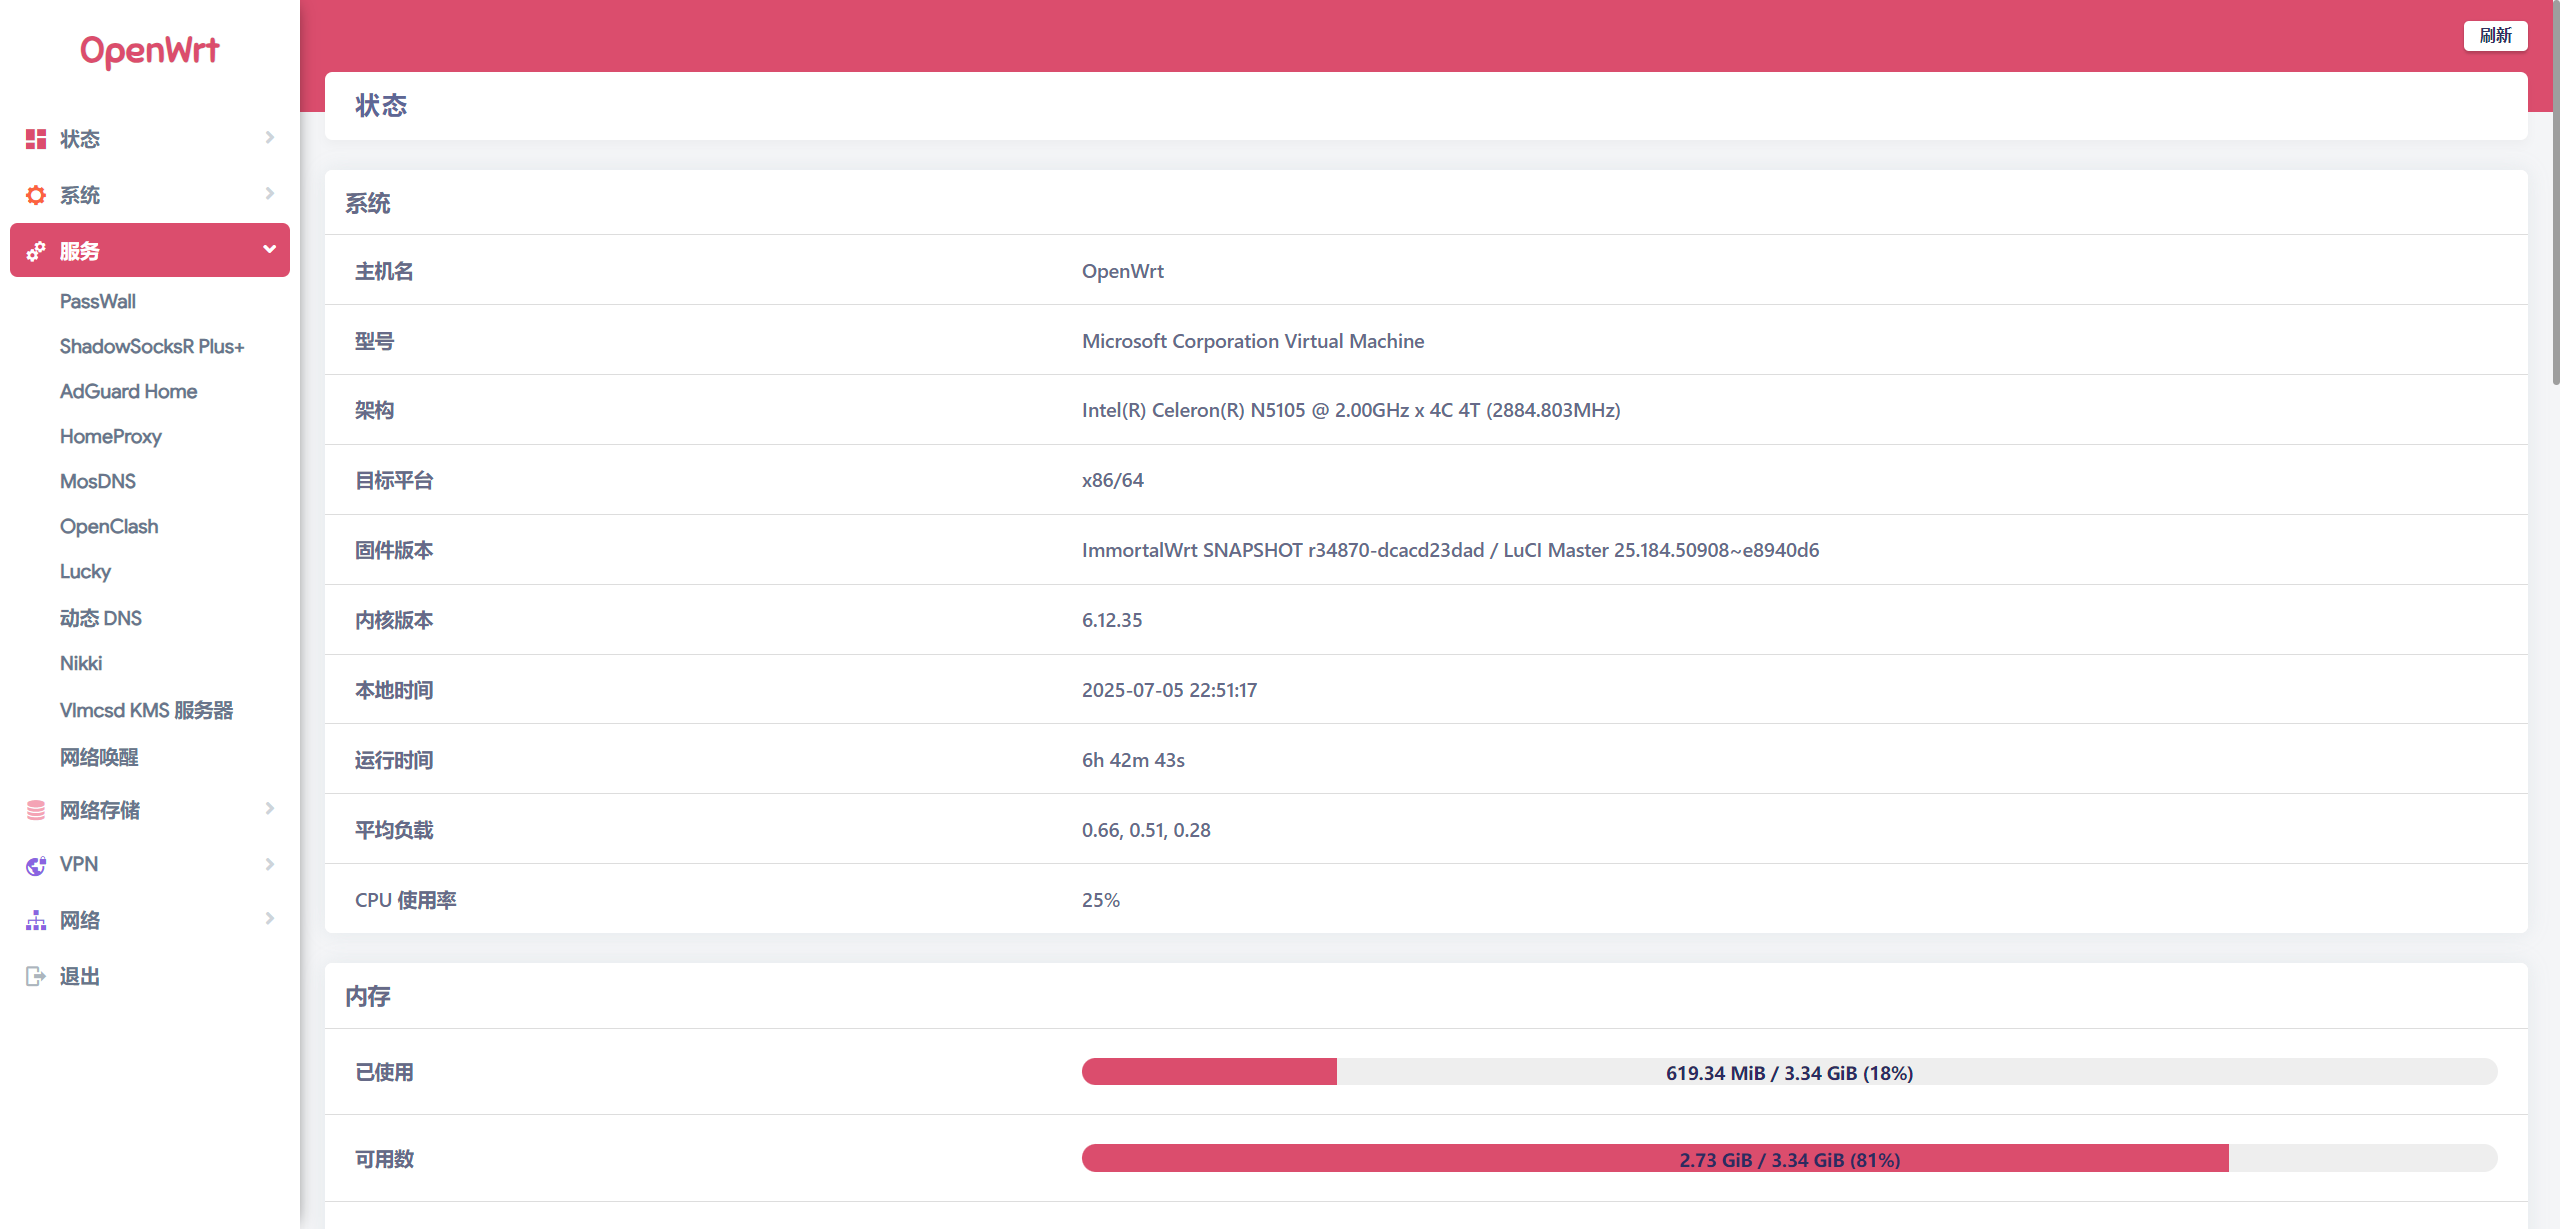 OpenWrt
状态
系统
服务
PassWall
ShadowSocksR Plus+
AdGuard Home
HomeProxy
MosDNS
OpenClash
Lucky
动态 DNS
Nikki
Vlmcsd KMS 服务器
网络唤醒
网络存储
VPN
网络
退出
刷新
状态
系统
主机名 OpenWrt
型号 Microsoft Corporation Virtual Machine
架构 Intel(R) Celeron(R) N5105 @ 2.00GHz x 4C 4T (2884.803MHz)
目标平台 x86/64
固件版本 ImmortalWrt SNAPSHOT r34870-dcacd23dad / LuCI Master 25.184.50908~e8940d6
内核版本 6.12.35
本地时间 2025-07-05 22:51:17
运行时间 6h 42m 43s
平均负载 0.66, 0.51, 0.28
CPU 使用率 25%
内存
已使用 619.34 MiB / 3.34 GiB (18%)
可用数 2.73 GiB / 3.34 GiB (81%)